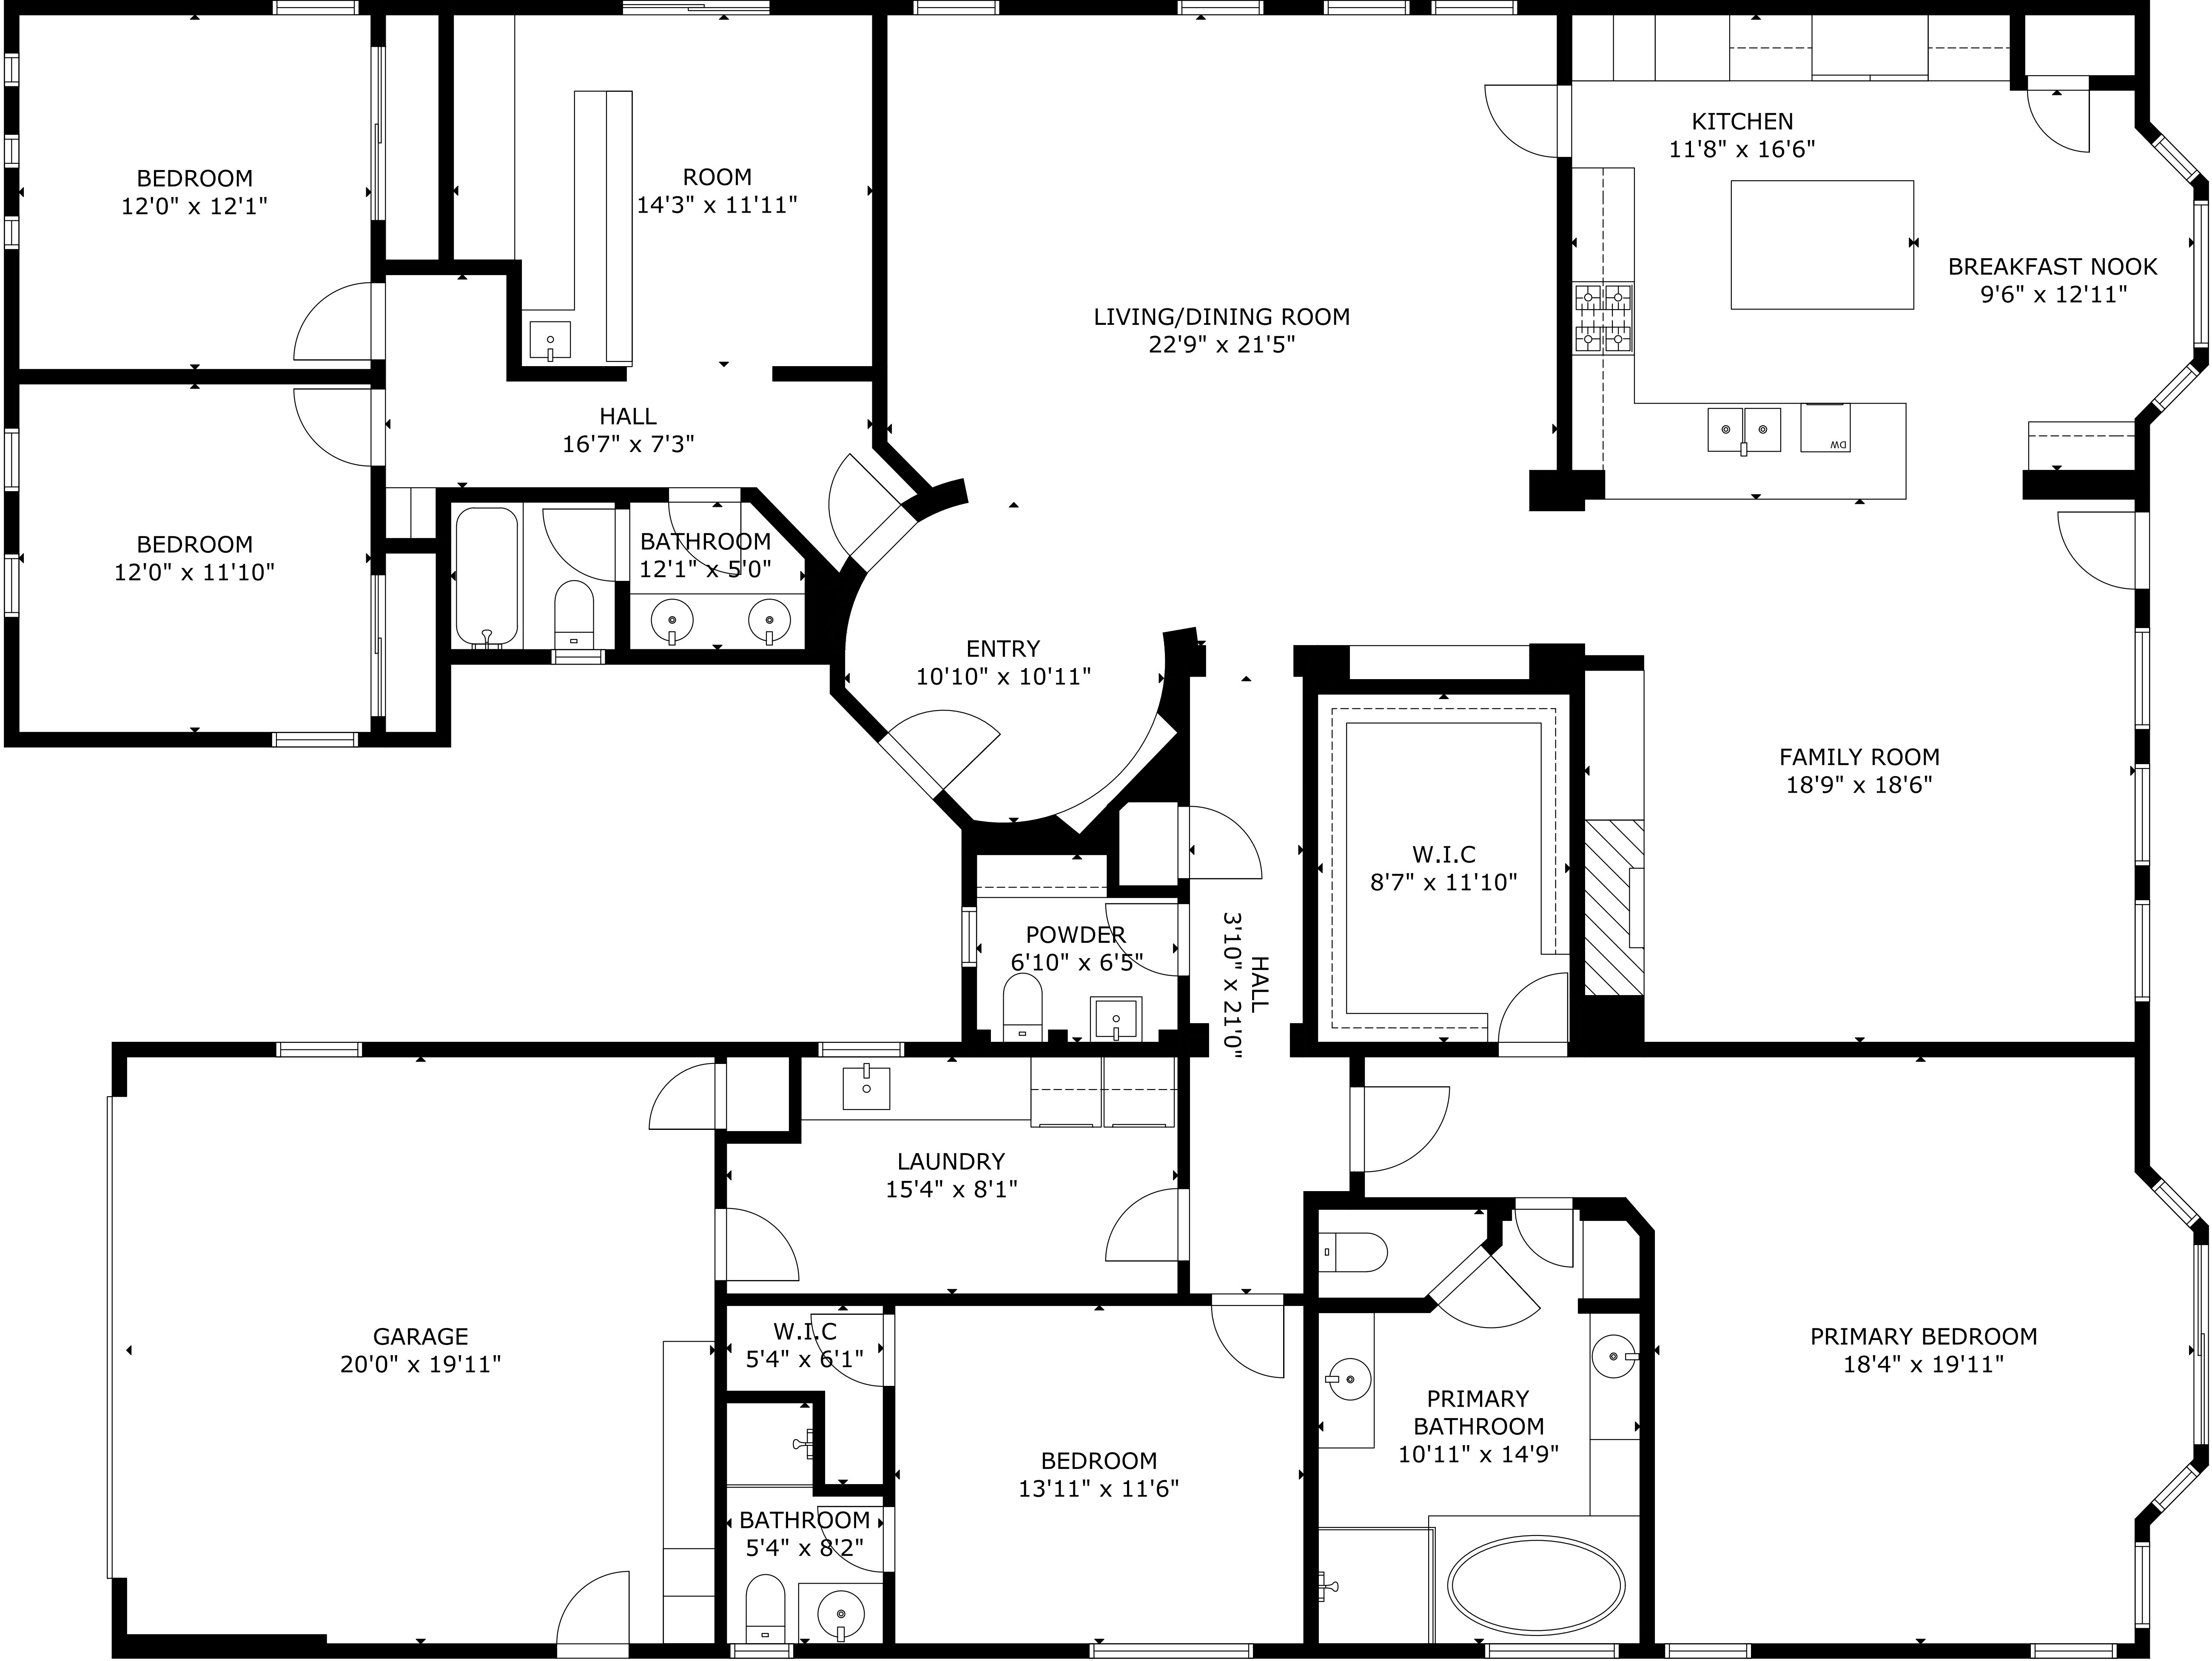 BEDROOM
12'0" x 12'1"
ROOM
14'3" x 11'11"
KITCHEN
11'8" x 16'6"
BREAKFAST NOOK
9'6" x 12'11"
LIVING/DINING ROOM
22'9" x 21'5"
HALL
16'7" x 7'3"
DW
BEDROOM
12'0" x 11'10"
BATHROOM
12'1" x 5'0"
ENTRY
10'10" x 10'11"
FAMILY ROOM
18'9" x 18'6"
W.I.C
8'7" x 11'10"
POWDER
6'10" x 6'5"
HALL
3'10" x 21'0"
LAUNDRY
15'4" x 8'1"
GARAGE
20'0" x 19'11"
W.I.C
5'4" x 6'1"
PRIMARY BEDROOM
18'4" x 19'11"
PRIMARY
BATHROOM
10'11" x 14'9"
BEDROOM
13'11" x 11'6"
BATHROOM
5'4" x 8'2"